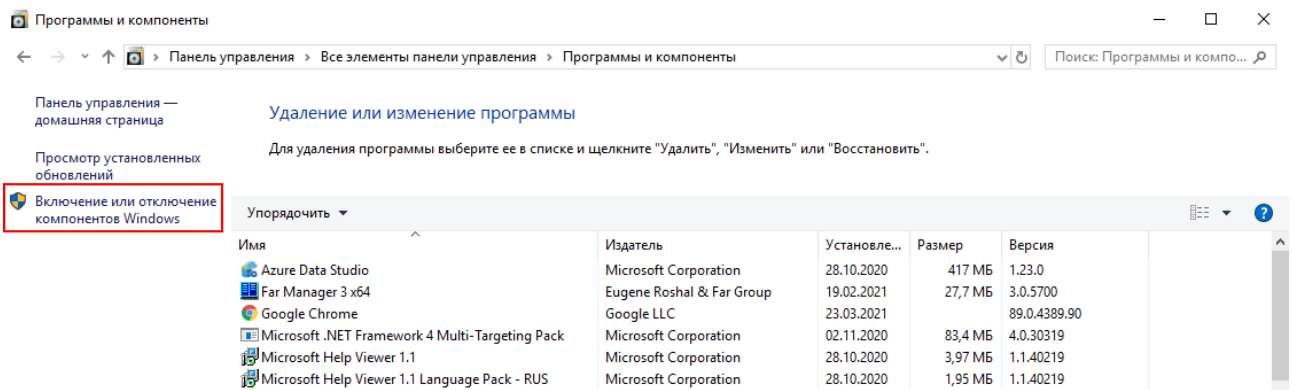 Программы и компоненты
Панель управления > Все элементы панели управления > Программы и компоненты
Поиск: Программы и компо...
Панель управления —
домашняя страница
Просмотр установленных
обновлений
Включение или отключение
компонентов Windows
Удаление или изменение программы
Для удаления программы выберите ее в списке и щелкните "Удалить", "Изменить" или "Восстановить".
Упорядочить
Имя Издатель Установле... Размер Версия
Azure Data Studio Microsoft Corporation 28.10.2020 417 МБ 1.23.0
Far Manager 3 x64 Eugene Roshal & Far Group 19.02.2021 27,7 МБ 3.0.5700
Google Chrome Google LLC 23.03.2021 89.0.4389.90
Microsoft .NET Framework 4 Multi-Targeting Pack Microsoft Corporation 02.11.2020 83,4 МБ 4.0.30319
Microsoft Help Viewer 1.1 Microsoft Corporation 28.10.2020 3,97 МБ 1.1.40219
Microsoft Help Viewer 1.1 Language Pack - RUS Microsoft Corporation 28.10.2020 1,95 МБ 1.1.40219